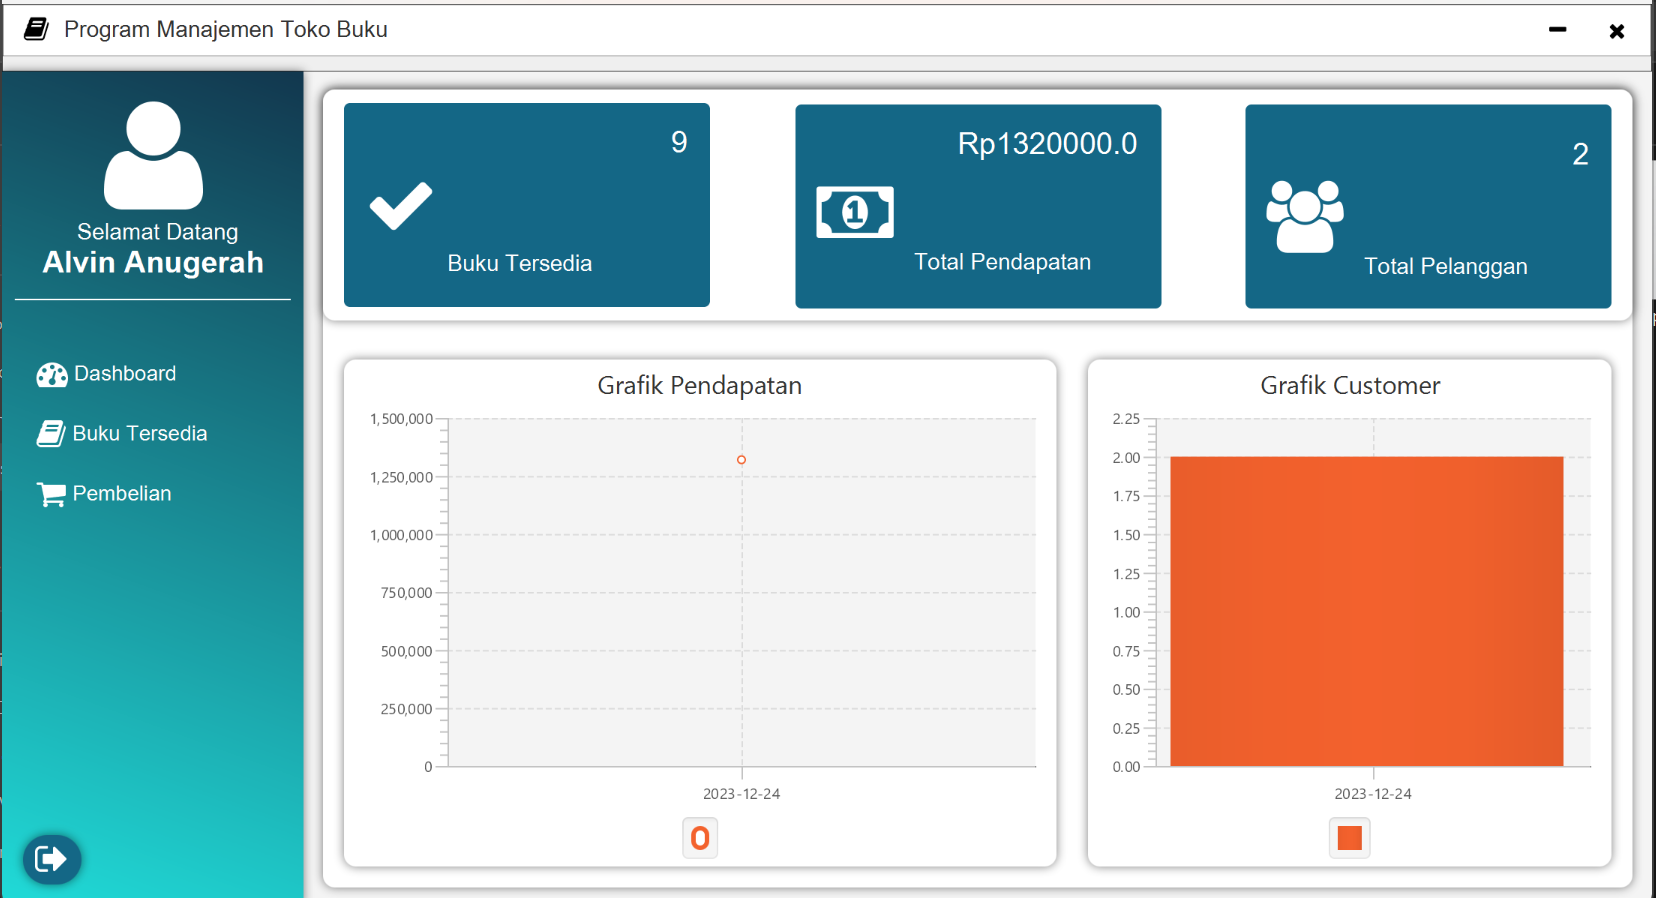 Program Manajemen Toko Buku
Selamat Datang
Alvin Anugerah
Dashboard
Buku Tersedia
Pembelian
9
Buku Tersedia
Rp1320000.0
1
Total Pendapatan
2
Total Pelanggan
Grafik Pendapatan
1,500,000
1,250,000
1,000,000
750,000
500,000
250,000
0
2023-12-24
Grafik Customer
2.25
2.00
1.75
1.50
1.25
1.00
0.75
0.50
0.25
0.00
2023-12-24